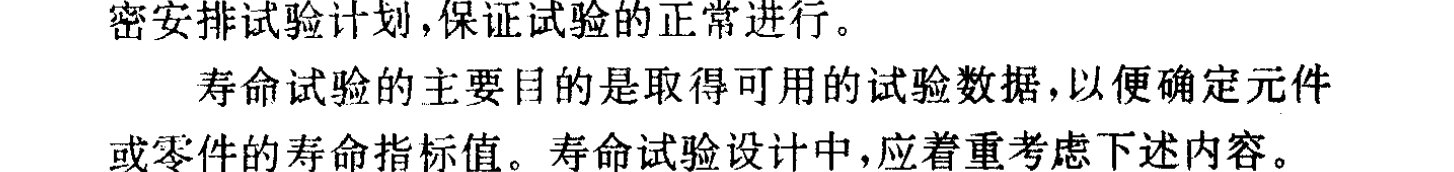 密安排试验计划,保证试验的正常进行。
寿命试验的主要目的是取得可用的试验数据,以便确定元件
或零件的寿命指标值。寿命试验设计中,应着重考虑下述内容。